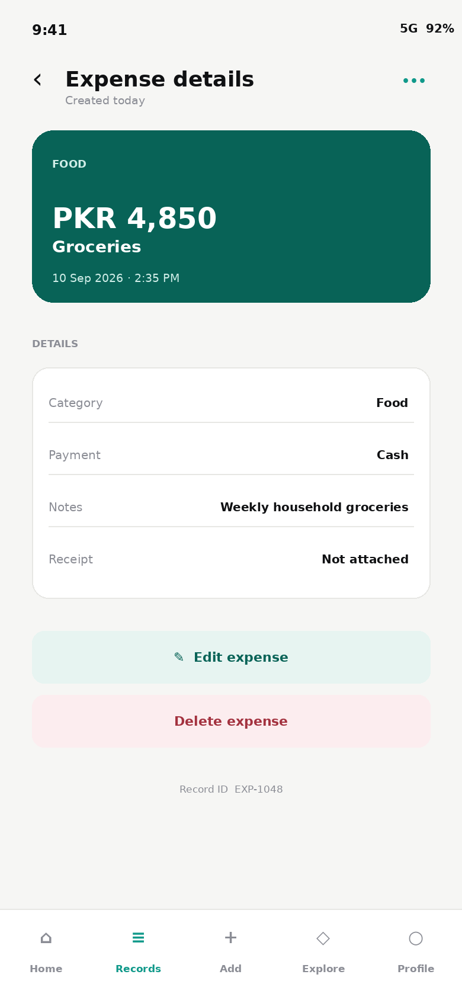 9:41
5G 92%
Expense details
Created today
FOOD
PKR 4,850
Groceries
10 Sep 2026 · 2:35 PM
DETAILS
Category Food
Payment Cash
Notes Weekly household groceries
Receipt Not attached
✎ Edit expense
Delete expense
Record ID EXP-1048
Home Records Add Explore Profile